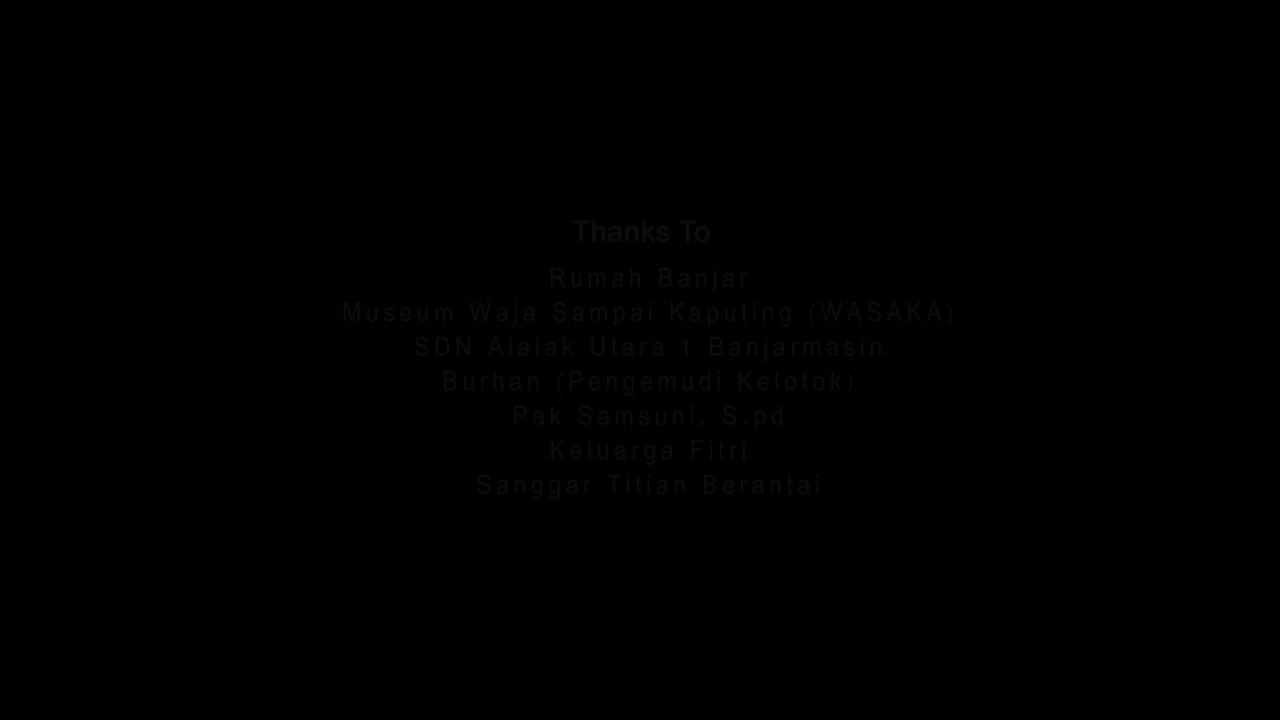 Thanks To
Rumah Banjar
Museum Waja Sampai Kaputing (WASAKA)
SDN Alalak Utara 1 Banjarmasin
Burhan (Pengemudi Kelotok)
Pak Samsuni, S.pd
Keluarga Fitri
Sanggar Titian Berantai